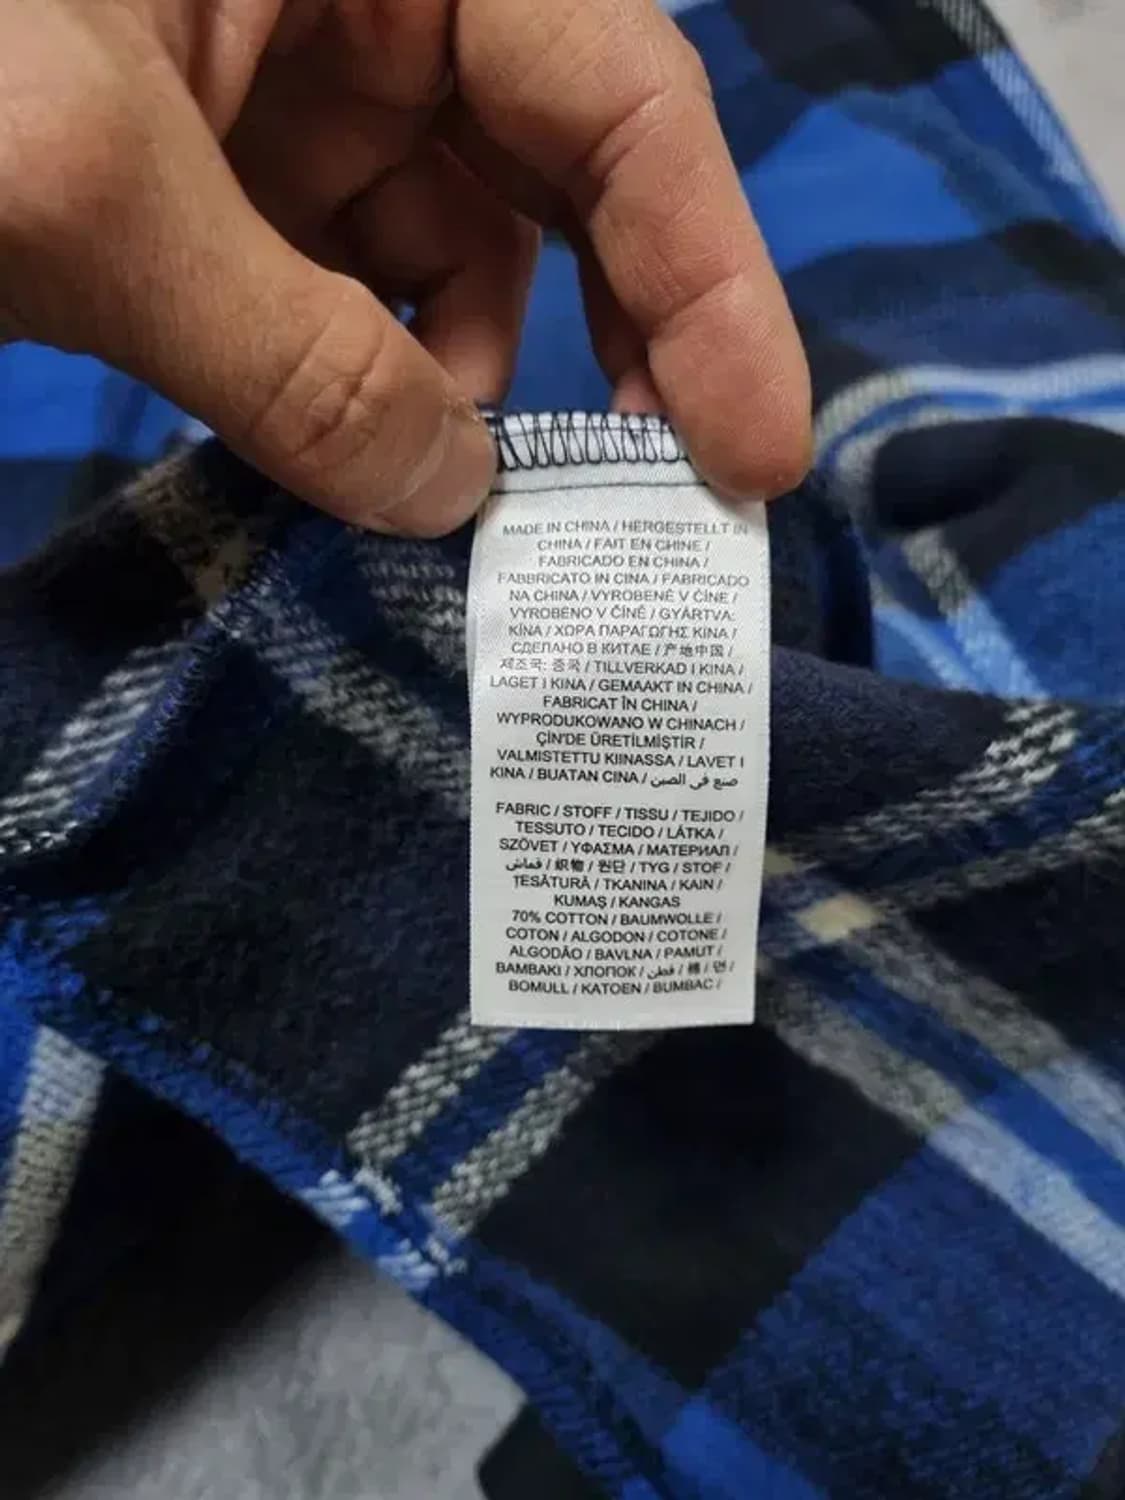 MADE IN CHINA / HERGESTELLT IN
CHINA / FAIT EN CHINE /
FABRICADO EN CHINA /
FABBRICATO IN CINA / FABRICADO
NA CHINA / VYROBENÉ V ČÍNE /
VYROBENO V ČÍNĚ / GYÁRTVA:
KÍNA / ΧΩΡΑ ΠΑΡΑΓΩΓΗΣ ΚΙΝΑ /
СДЕЛАНО В КИТАЕ / 产地中国 /
제조국: 중국 / TILLVERKAD I KINA /
LAGET I KINA / GEMAAKT IN CHINA /
FABRICAT ÎN CHINA /
WYPRODUKOWANO W CHINACH /
ÇİN'DE ÜRETİLMİŞTİR /
VALMISTETTU KIINASSA / LAVET I
KINA / BUATAN CINA / صنع في الصين
FABRIC / STOFF / TISSU / TEJIDO /
TESSUTO / TECIDO / LÁTKA /
SZÖVET / ΥΦΑΣΜΑ / МАТЕРИАЛ /
قماش / 织物 / 원단 / TYG / STOF /
ȚESĂTURĂ / TKANINA / KAIN /
KUMAŞ / KANGAS
70% COTTON / BAUMWOLLE /
COTON / ALGODON / COTONE /
ALGODÃO / BAVLNA / PAMUT /
BAMBAKI / ХЛОПОК / قطن / 棉 / 면 /
BOMULL / KATOEN / BUMBAC /